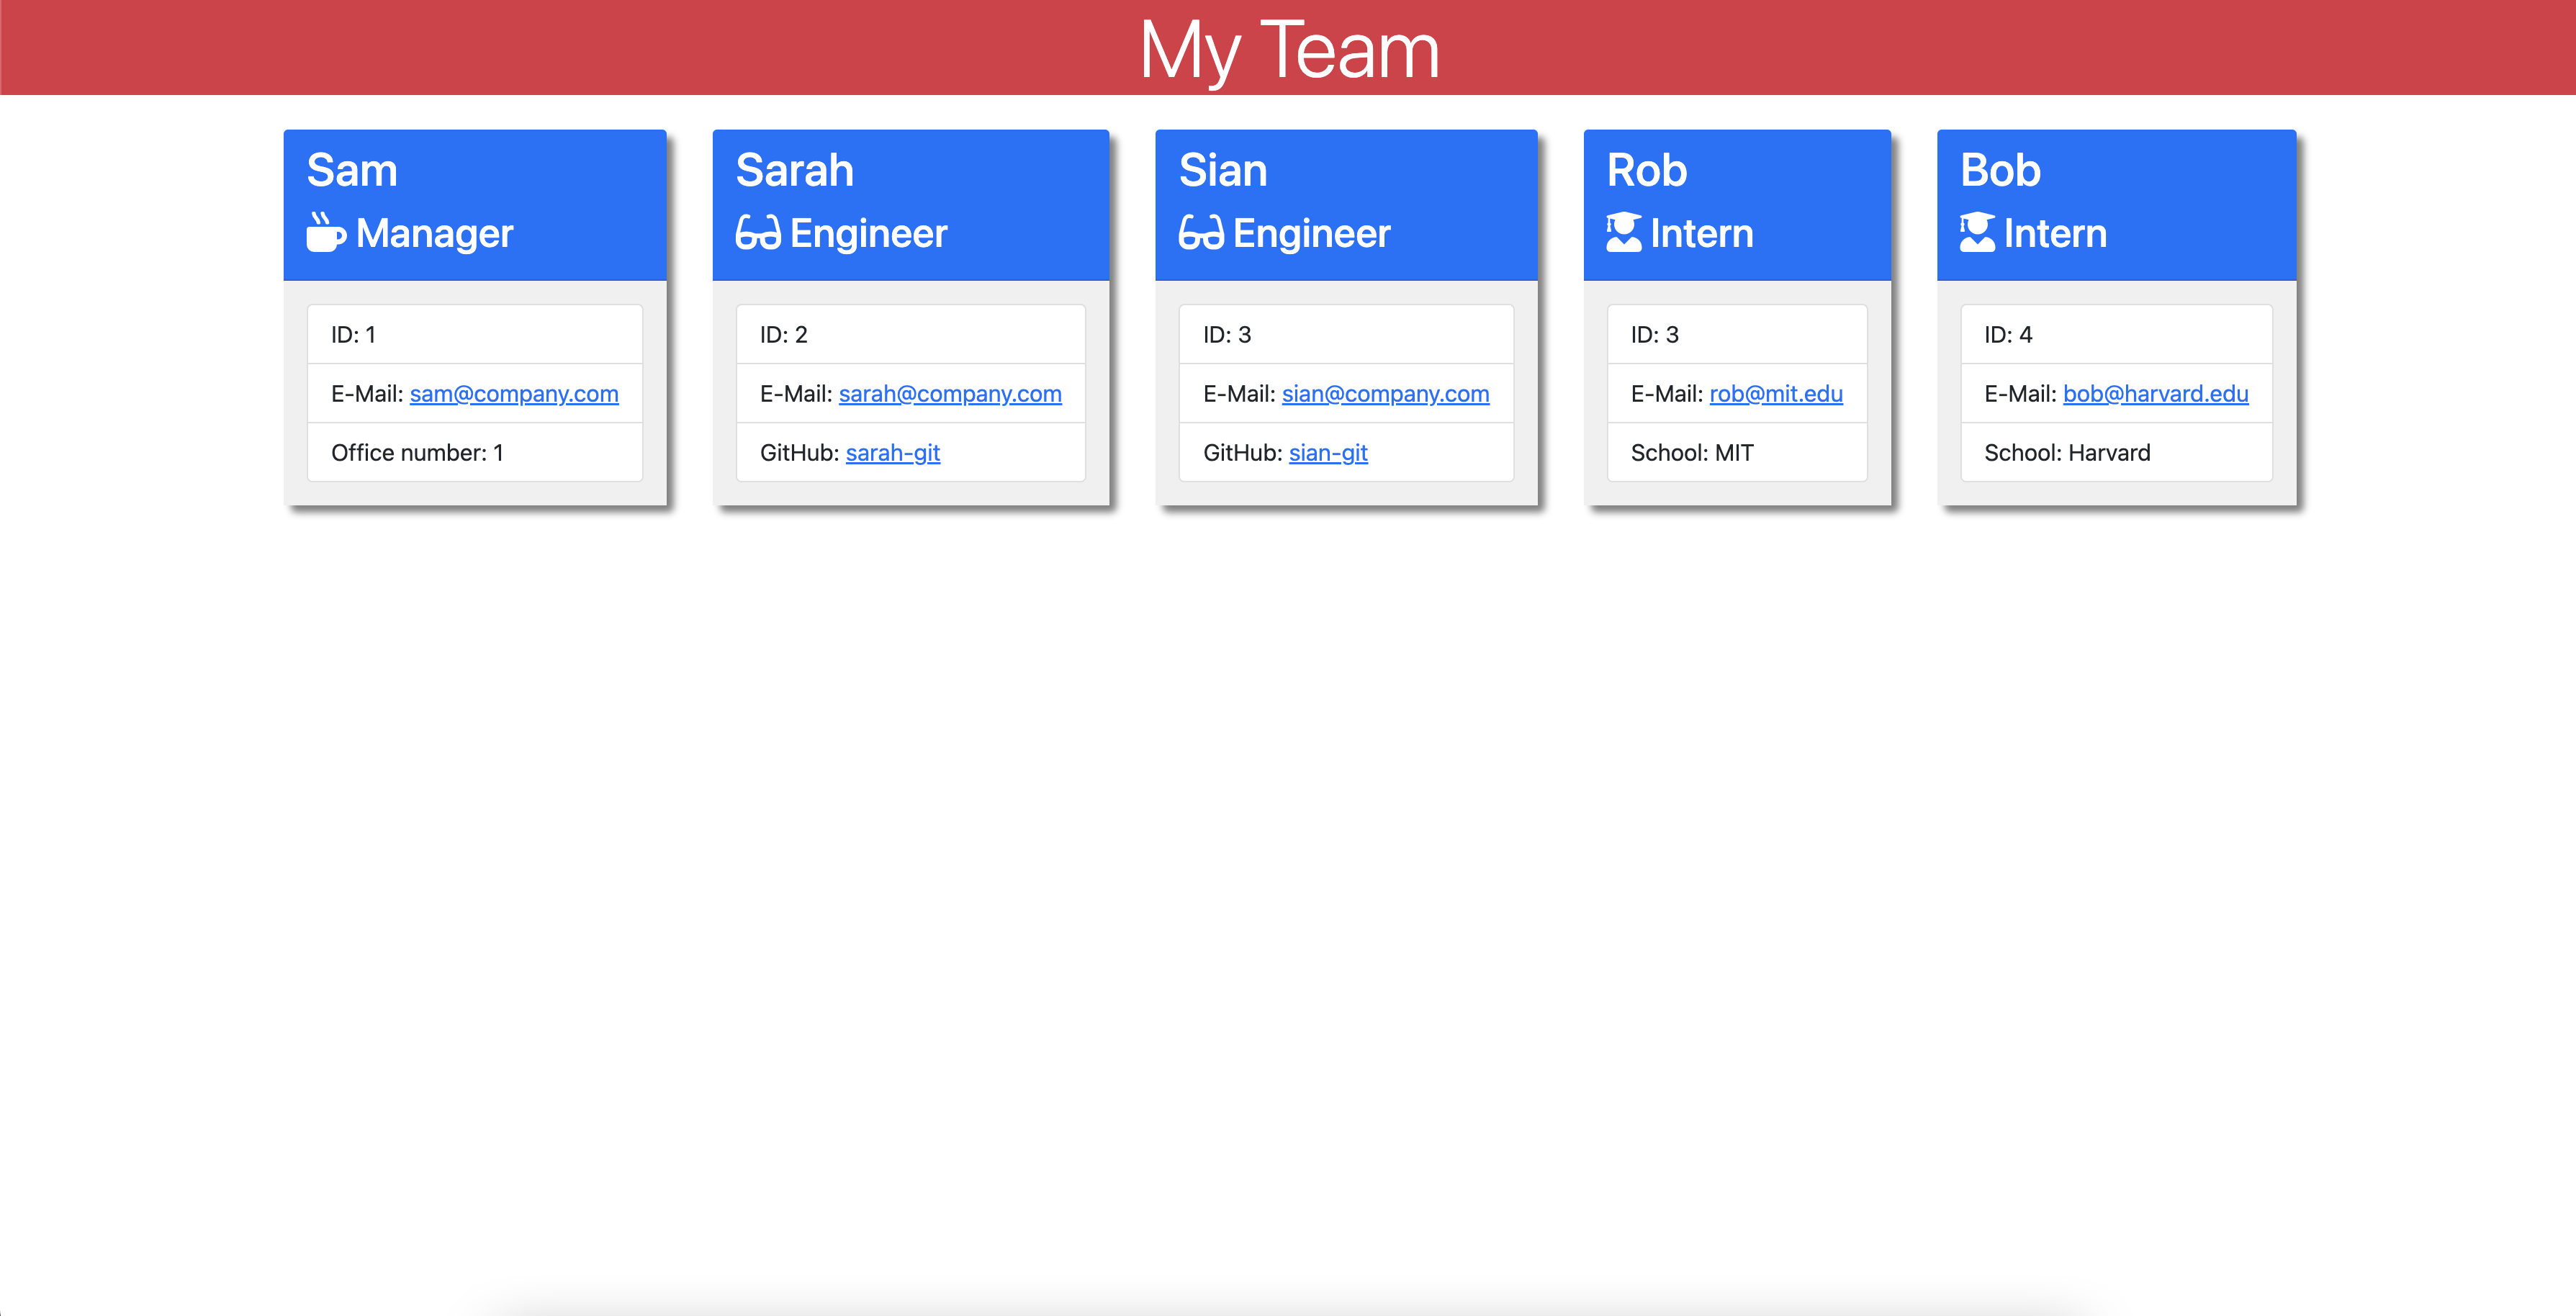 My Team
Sam
Manager
ID: 1
E-Mail: sam@company.com
Office number: 1
Sarah
Engineer
ID: 2
E-Mail: sarah@company.com
GitHub: sarah-git
Sian
Engineer
ID: 3
E-Mail: sian@company.com
GitHub: sian-git
Rob
Intern
ID: 3
E-Mail: rob@mit.edu
School: MIT
Bob
Intern
ID: 4
E-Mail: bob@harvard.edu
School: Harvard